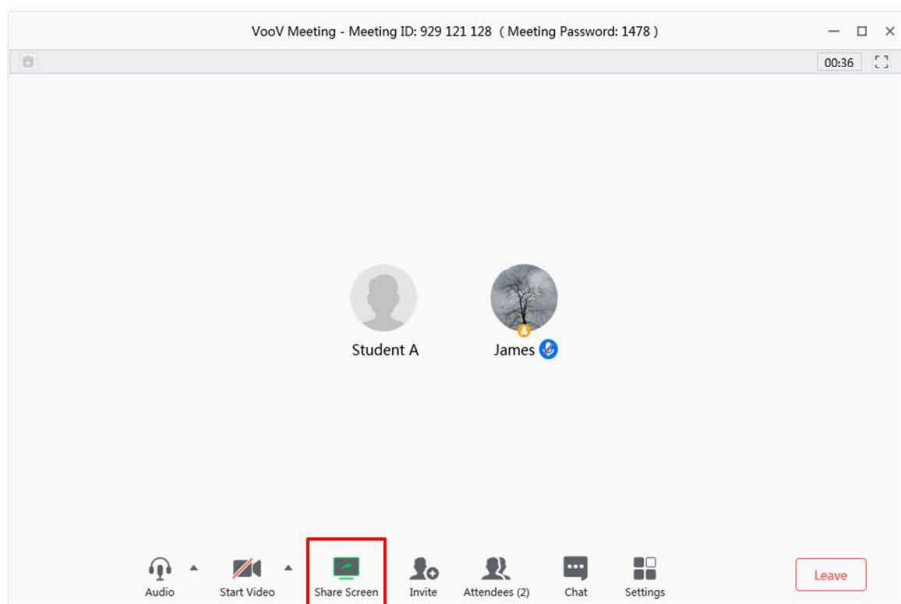 VooV Meeting - Meeting ID: 929 121 128 ( Meeting Password: 1478 )
00:36
Student A
James
Audio
Start Video
Share Screen
Invite
Attendees (2)
Chat
Settings
Leave